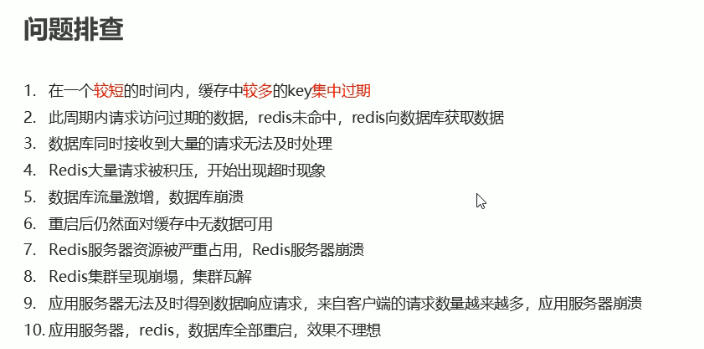 问题排查
1. 在一个较短的时间内，缓存中较多的key集中过期
2. 此周期内请求访问过期的数据，redis未命中，redis向数据库获取数据
3. 数据库同时接收到大量的请求无法及时处理
4. Redis大量请求被积压，开始出现超时现象
5. 数据库流量激增，数据库崩溃
6. 重启后仍然面对缓存中无数据可用
7. Redis服务器资源被严重占用，Redis服务器崩溃
8. Redis集群呈现崩塌，集群瓦解
9. 应用服务器无法及时得到数据响应请求，来自客户端的请求数量越来越多，应用服务器崩溃
10. 应用服务器，redis，数据库全部重启，效果不理想